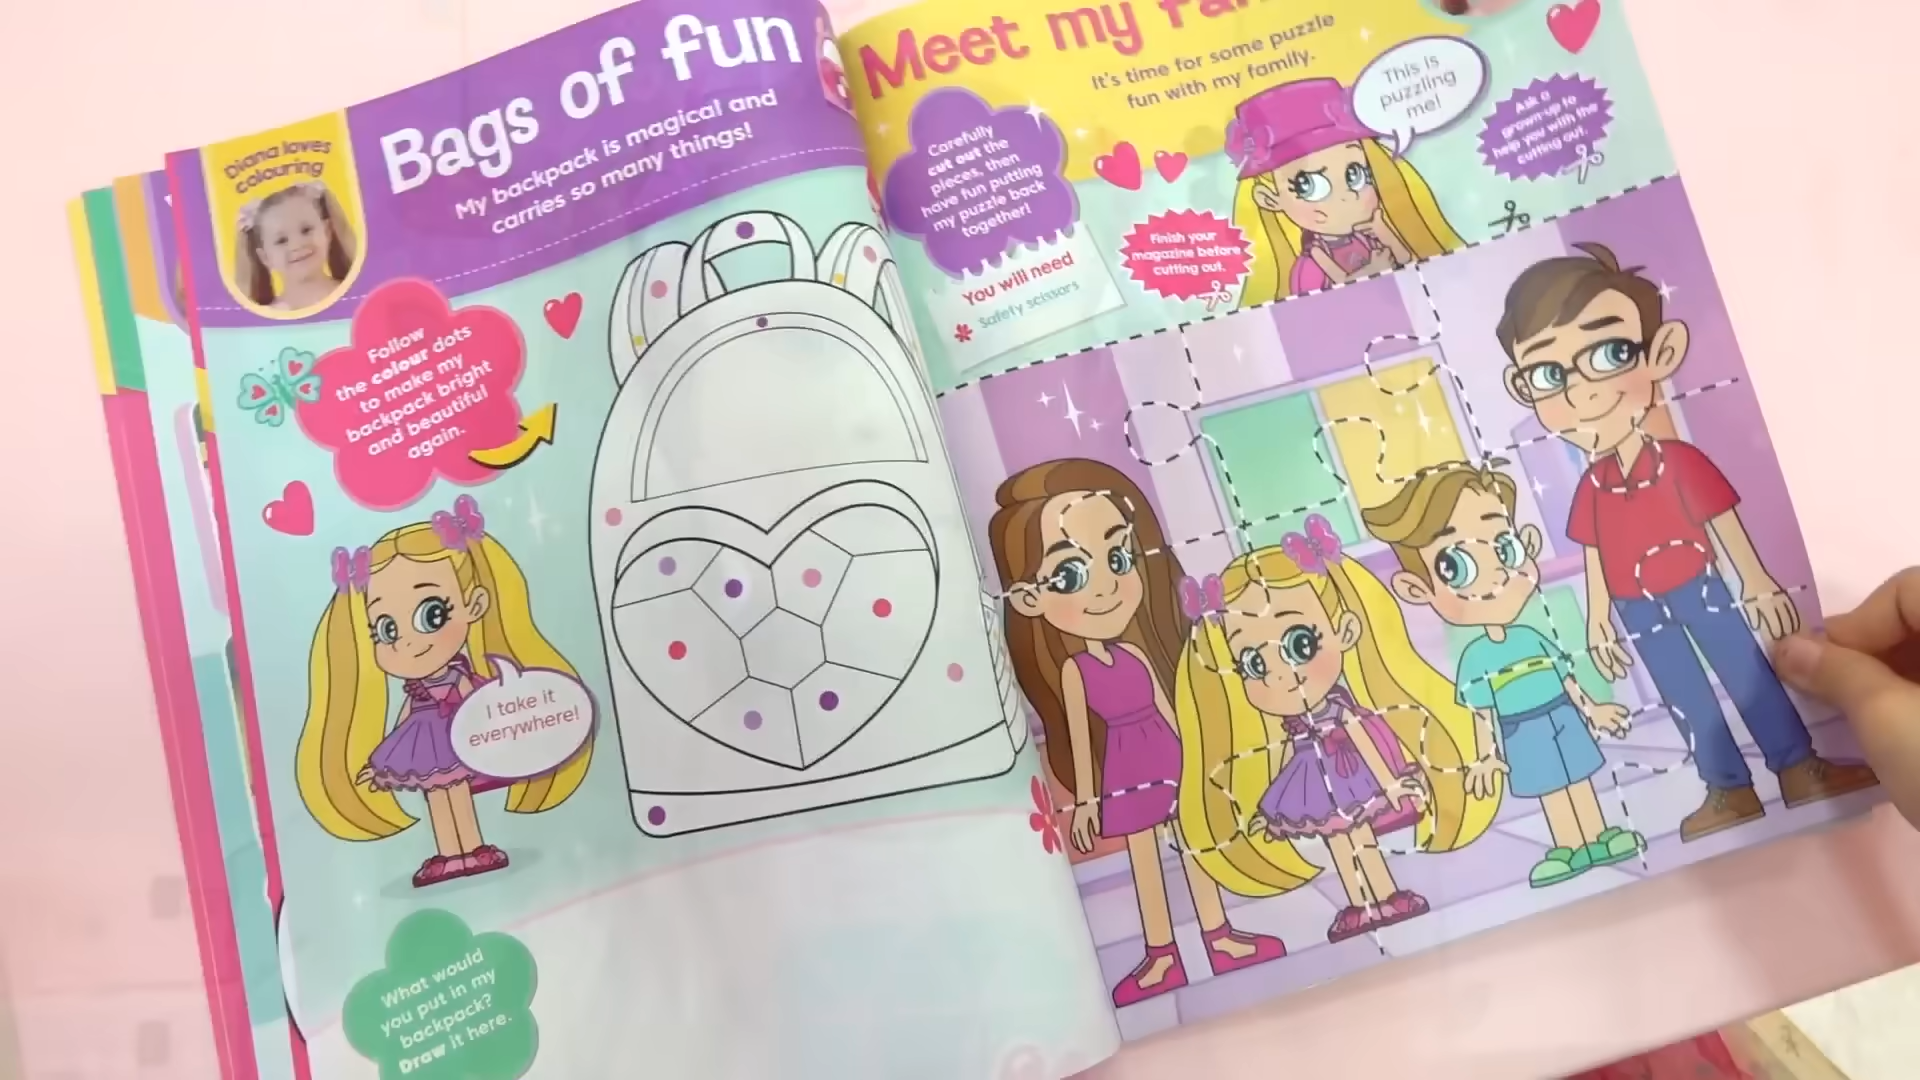 Diana loves
colouring
Bags of fun
My backpack is magical and
carries so many things!
Follow
the colour dots
to make my
backpack bright
and beautiful
again.
I take it
everywhere!
What would
you put in my
backpack?
Draw it here.
Meet my
It's time for some puzzle
fun with my family.
Carefully
cut out the
pieces, then
have fun putting
my puzzle back
together!
You will need
Safety scissors
Finish your
magazine before
cutting out.
This is
puzzling
me!
Ask a
grown-up to
help you with the
cutting out.